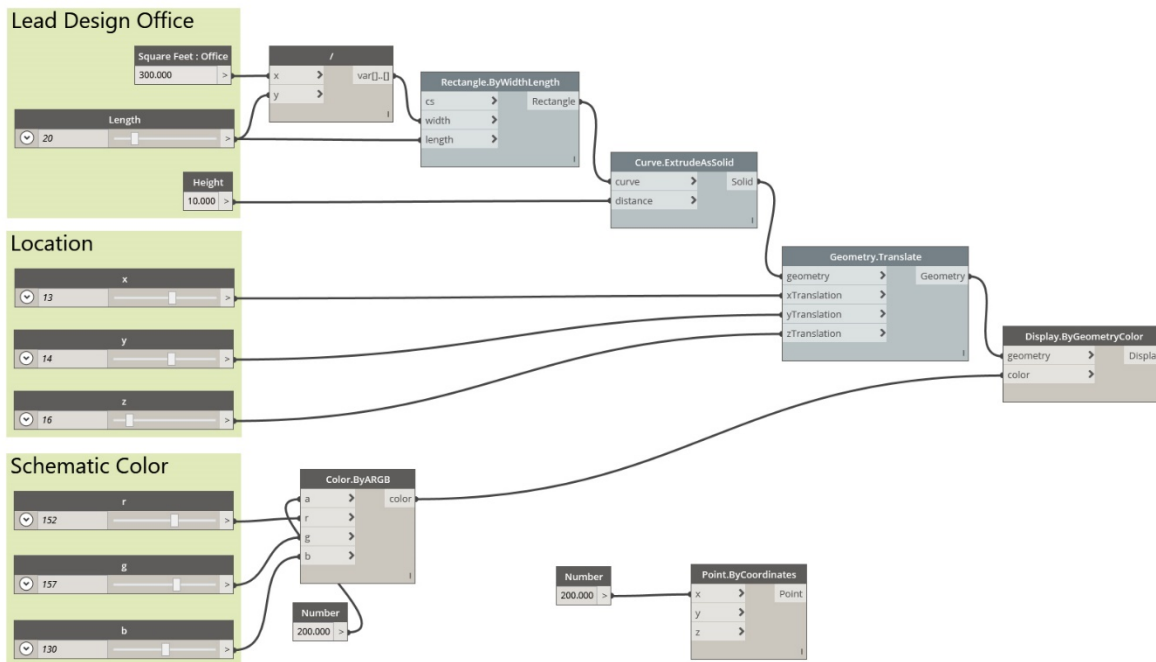 Lead Design Office
Square Feet : Office
300.000 >
/
x >
var[]..[]
y >
Length
20 >
Rectangle.ByWidthLength
cs >
Rectangle
width >
length >
Height
10.000 >
Curve.ExtrudeAsSolid
curve >
Solid
distance >
Location
x
13 >
y
14 >
z
16 >
Geometry.Translate
geometry >
Geometry
xTranslation >
yTranslation >
zTranslation >
Display.ByGeometryColor
geometry >
Displa
color >
Schematic Color
r
152 >
g
157 >
b
130 >
Color.ByARGB
a >
color
r >
g >
b >
Number
200.000 >
Number
200.000 >
Point.ByCoordinates
x >
Point
y >
z >